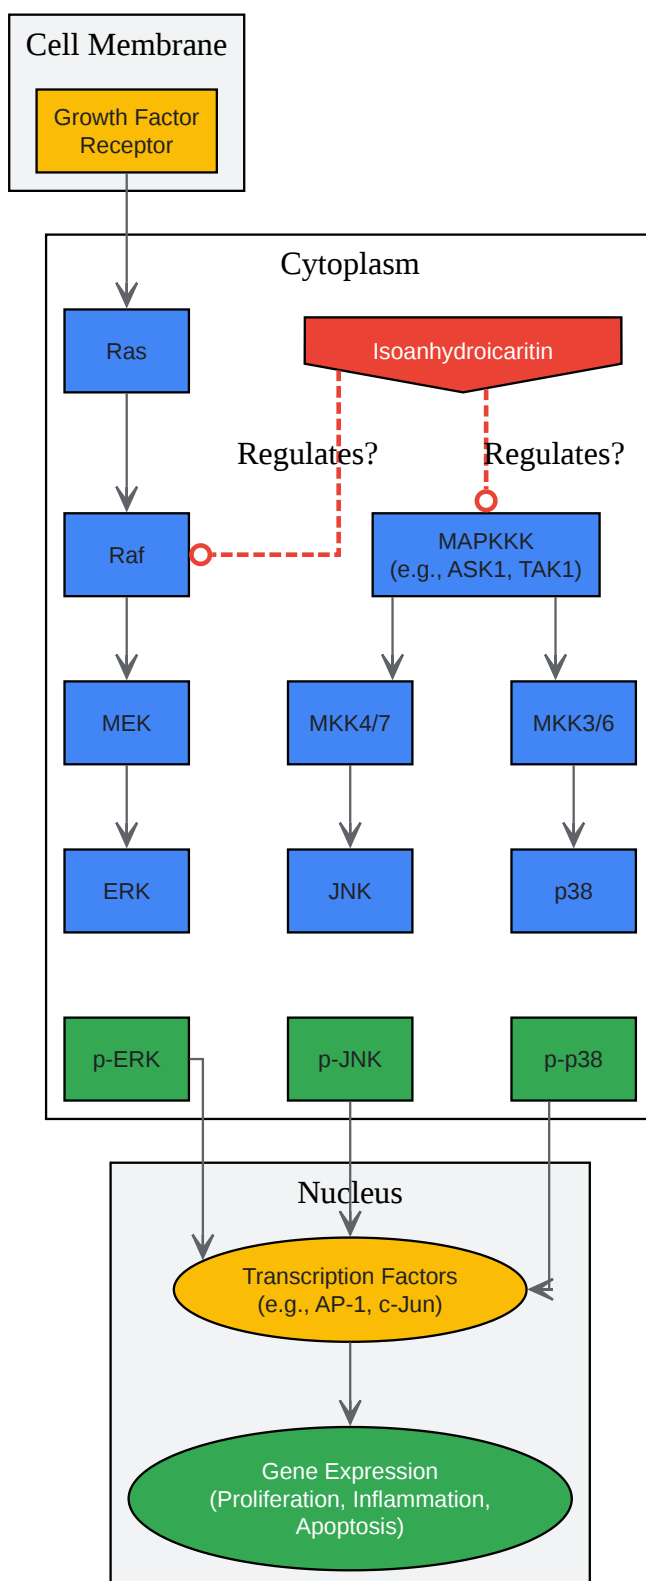 Cell Membrane
Growth Factor
Receptor
Cytoplasm
Ras
Isoanhydroicaritin
Regulates?
Regulates?
Raf
MAPKKK
(e.g., ASK1, TAK1)
MEK
MKK4/7
MKK3/6
ERK
JNK
p38
p-ERK
p-JNK
p-p38
Nucleus
Transcription Factors
(e.g., AP-1, c-Jun)
Gene Expression
(Proliferation, Inflammation,
Apoptosis)